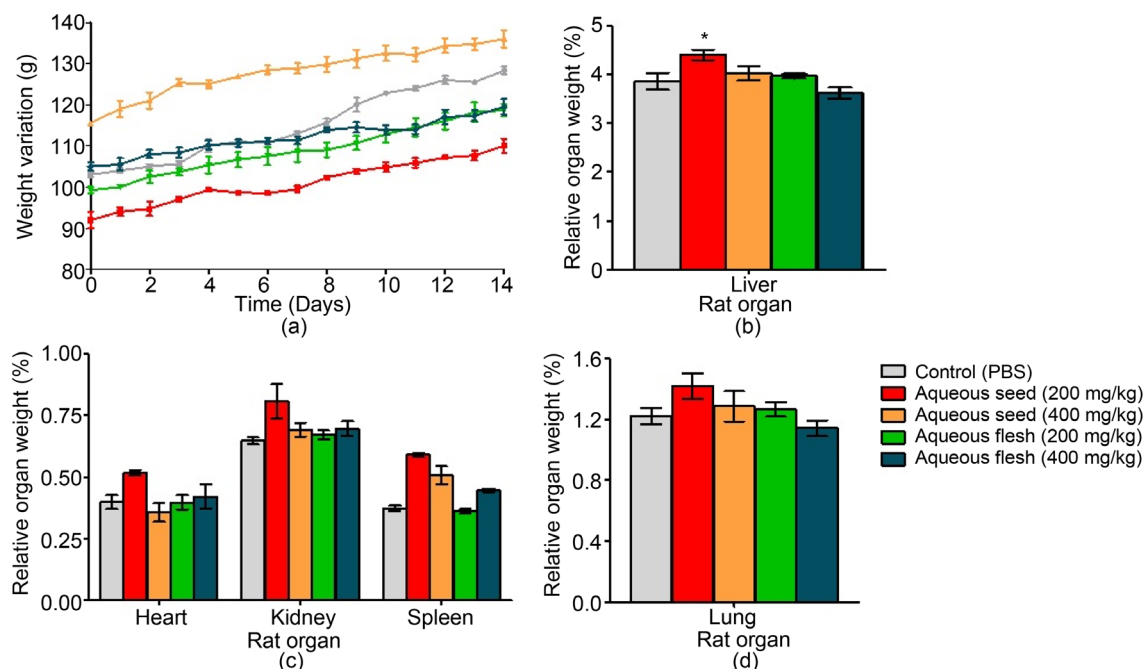 140
130
120
110
100
90
80
Weight variation (g)
0 2 4 6 8 10 12 14
Time (Days)
(a)
6
5
4
3
2
1
0
Relative organ weight (%)
*
Liver
Rat organ
(b)
1.00
0.75
0.50
0.25
0.00
Relative organ weight (%)
Heart Kidney Spleen
Rat organ
(c)
1.6
1.2
0.8
0.4
0.0
Relative organ weight (%)
Lung
Rat organ
(d)
Control (PBS)
Aqueous seed (200 mg/kg)
Aqueous seed (400 mg/kg)
Aqueous flesh (200 mg/kg)
Aqueous flesh (400 mg/kg)